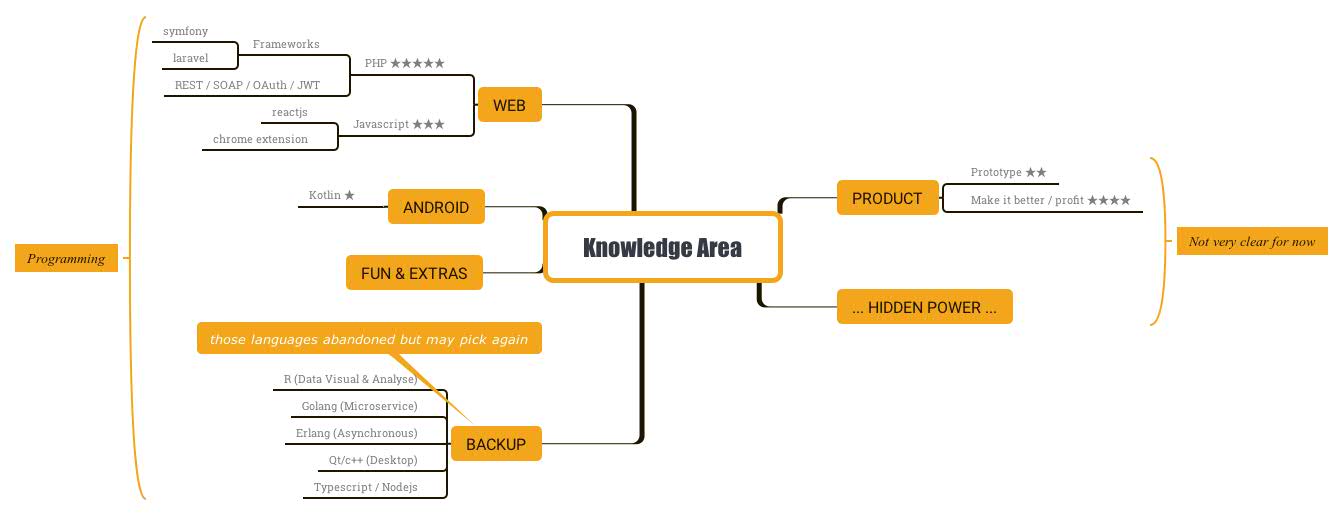 symfony
Frameworks
laravel
PHP ★★★★★
REST / SOAP / OAuth / JWT
WEB
reactjs
Javascript ★★★
chrome extension
Kotlin ★
ANDROID
Programming
FUN & EXTRAS
Knowledge Area
those languages abandoned but may pick again
R (Data Visual & Analyse)
Golang (Microservice)
Erlang (Asynchronous)
BACKUP
Qt/c++ (Desktop)
Typescript / Nodejs
PRODUCT
Prototype ★★
Make it better / profit ★★★★
Not very clear for now
... HIDDEN POWER ...